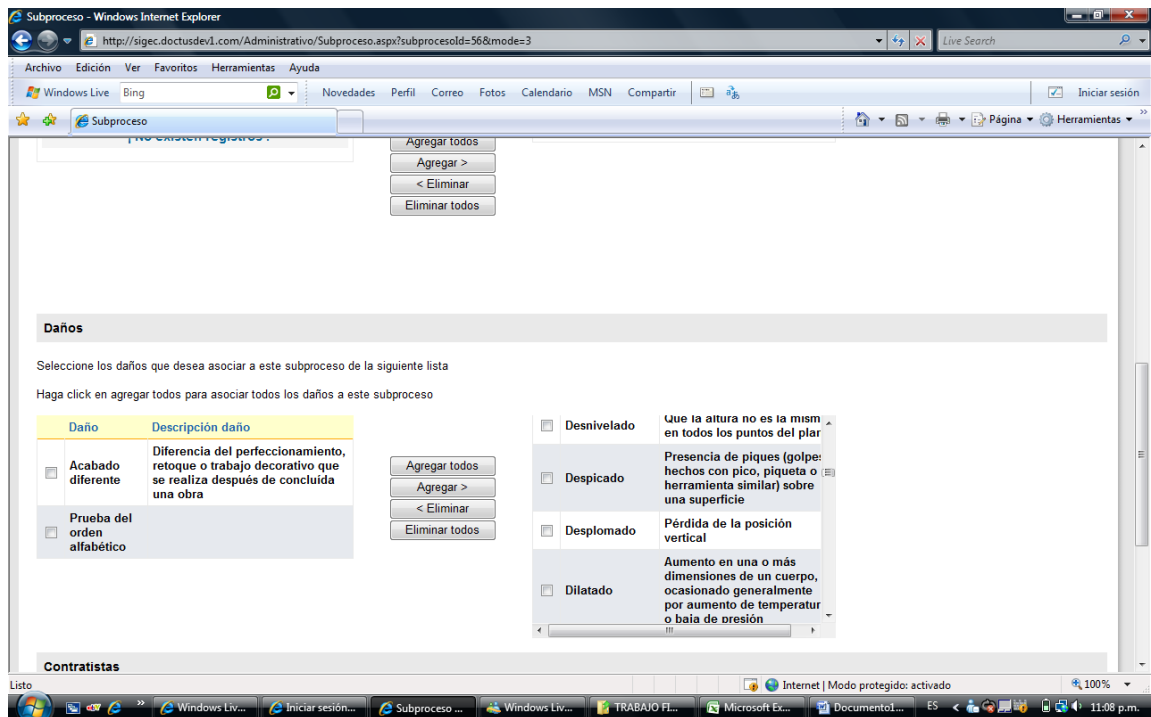 Subproceso - Windows Internet Explorer
http://sigec.doctusdev1.com/Administrativo/Subproceso.aspx?subprocesoId=56&mode=3
Live Search
Archivo Edición Ver Favoritos Herramientas Ayuda
Windows Live Bing Novedades Perfil Correo Fotos Calendario MSN Compartir Iniciar sesión
Subproceso Página Herramientas
¡ No existen registros !
Agregar todos
Agregar >
< Eliminar
Eliminar todos
Daños
Seleccione los daños que desea asociar a este subproceso de la siguiente lista
Haga click en agregar todos para asociar todos los daños a este subproceso
Daño Descripción daño
Acabado diferente
Diferencia del perfeccionamiento,
retoque o trabajo decorativo que
se realiza después de concluída
una obra
Prueba del
orden
alfabético
Agregar todos
Agregar >
< Eliminar
Eliminar todos
Desnivelado
Que la altura no es la mism
en todos los puntos del plan
Despicado
Presencia de piques (golpes
hechos con pico, piqueta o
herramienta similar) sobre
una superficie
Desplomado
Pérdida de la posición
vertical
Dilatado
Aumento en una o más
dimensiones de un cuerpo,
ocasionado generalmente
por aumento de temperatur
o baja de presión
Contratistas
Listo Internet | Modo protegido: activado 100%
Windows Liv... Iniciar sesión... Subproceso ... Windows Liv... TRABAJO FI... Microsoft Ex... Documento1... ES 11:08 p.m.